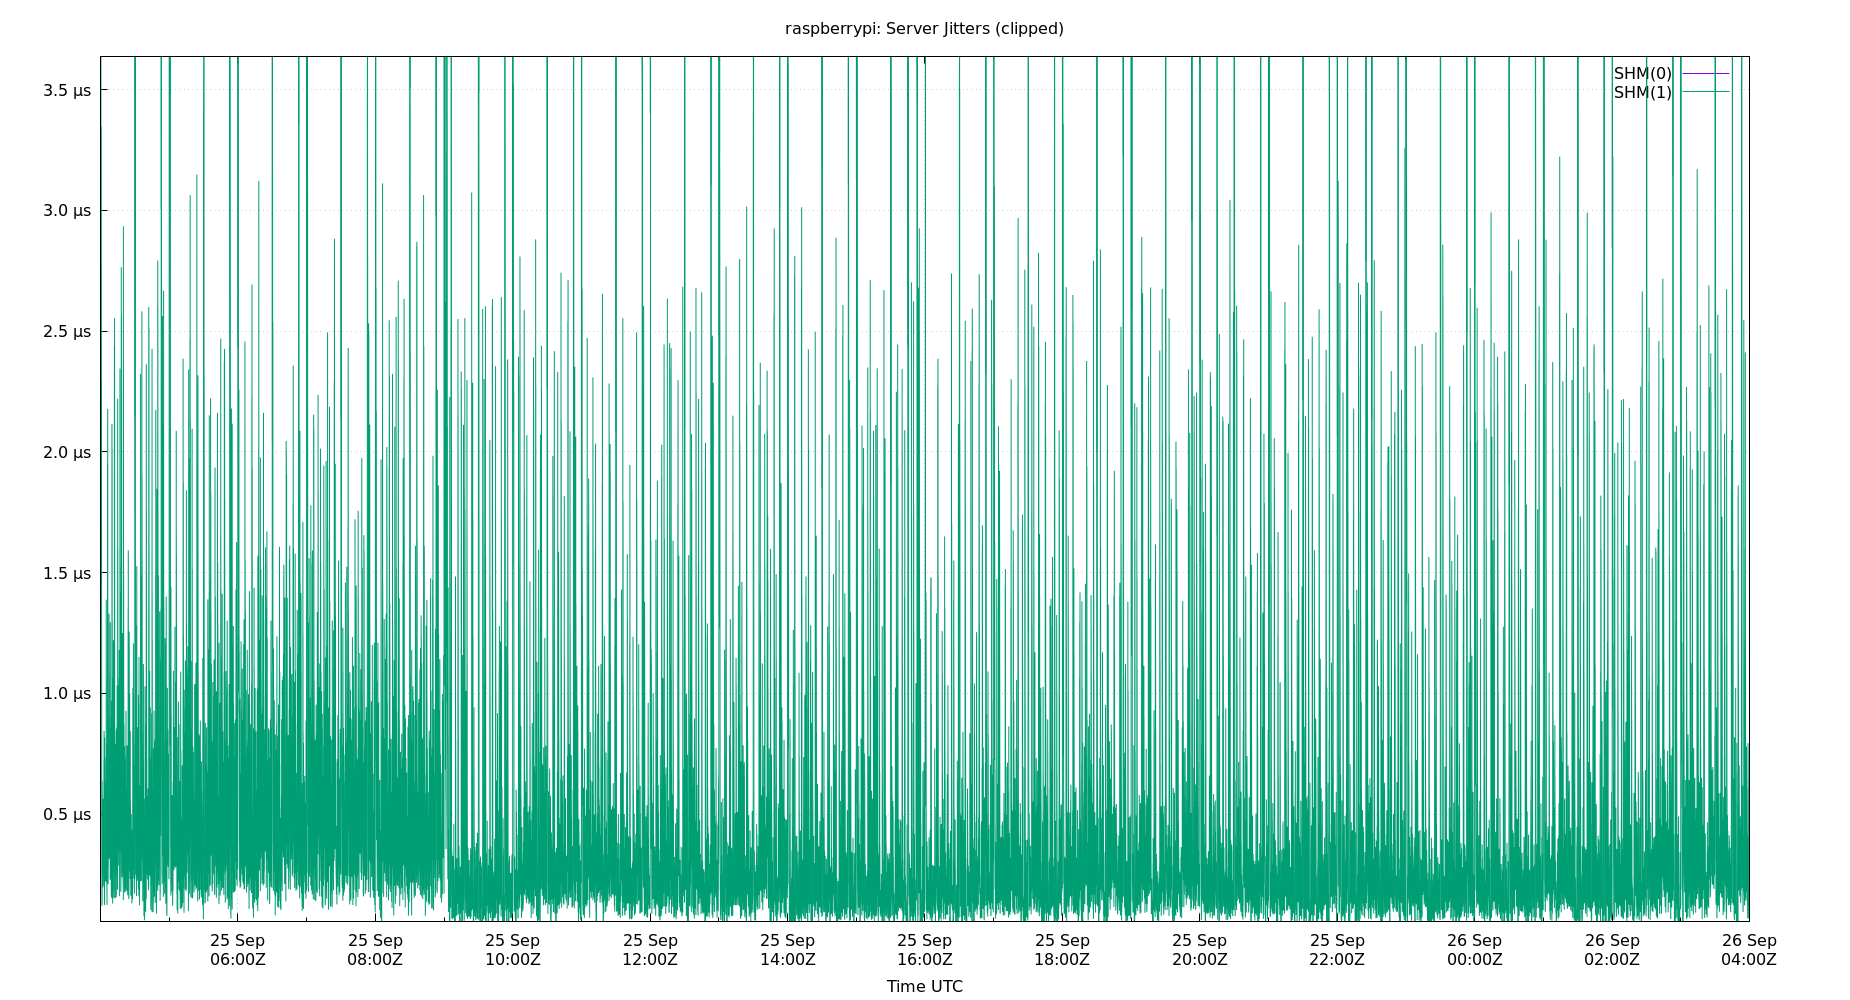 raspberrypi: Server Jitters (clipped)
SHM(0)
SHM(1)
3.5 µs
3.0 µs
2.5 µs
2.0 µs
1.5 µs
1.0 µs
0.5 µs
25 Sep 25 Sep 25 Sep 25 Sep 25 Sep 25 Sep 25 Sep 25 Sep 25 Sep 26 Sep 26 Sep 26 Sep
06:00Z 08:00Z 10:00Z 12:00Z 14:00Z 16:00Z 18:00Z 20:00Z 22:00Z 00:00Z 02:00Z 04:00Z
Time UTC